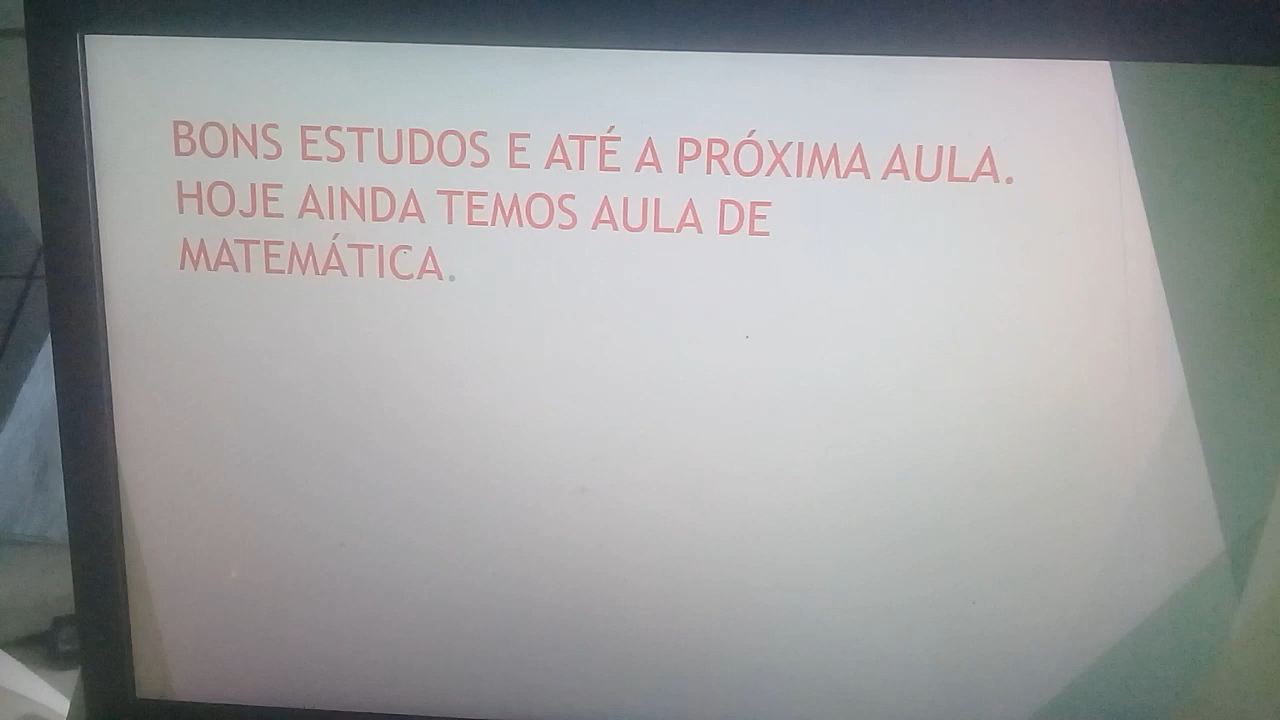 BONS ESTUDOS E ATÉ A PRÓXIMA AULA.
HOJE AINDA TEMOS AULA DE
MATEMÁTICA.